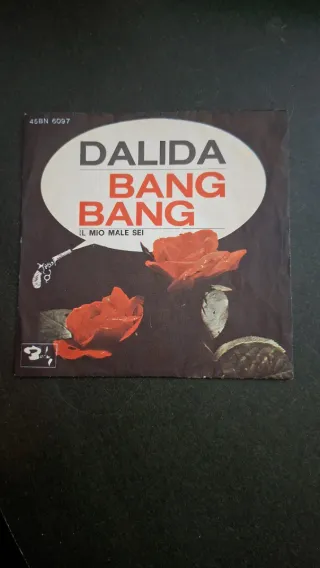 45BN 6097
DALIDA
BANG
BANG
IL MIO MALE SEI